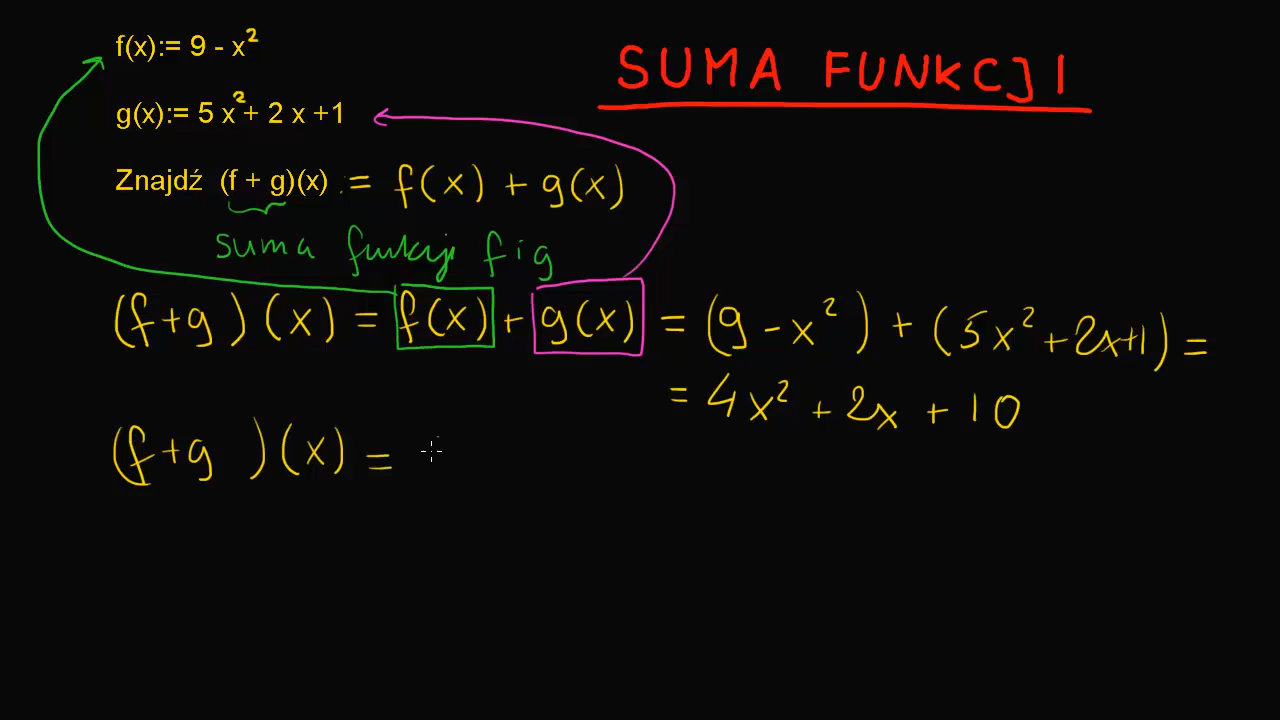 f(x):= 9 - x²
SUMA FUNKCJI
g(x):= 5 x² + 2 x +1
Znajdź (f + g)(x) = f(x) + g(x)
suma funkcji f i g
(f+g)(x) = f(x) + g(x) = (9 - x²) + (5x² + 2x+1) =
= 4x² + 2x + 10
(f+g)(x) =